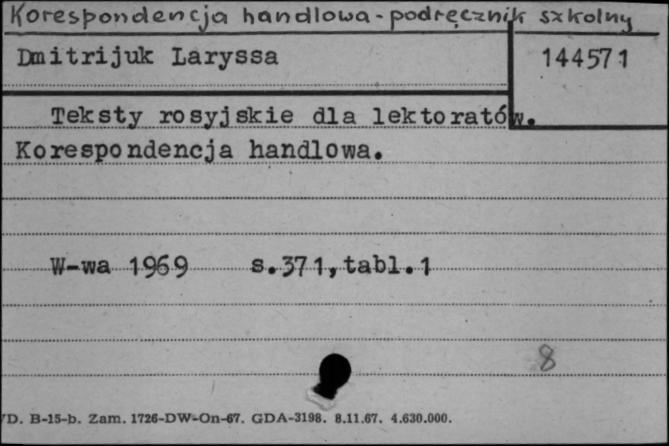 Korespondencja handlowa - podręcznik szkolny
Dmitrijuk Laryssa 144571
Teksty rosyjskie dla lektoratów.
Korespondencja handlowa.
W-wa 1969 s.371,tabl.1
8
D. B-15-b. Zam. 1726-DW-On-67. GDA-3198. 8.11.67. 4.630.000.